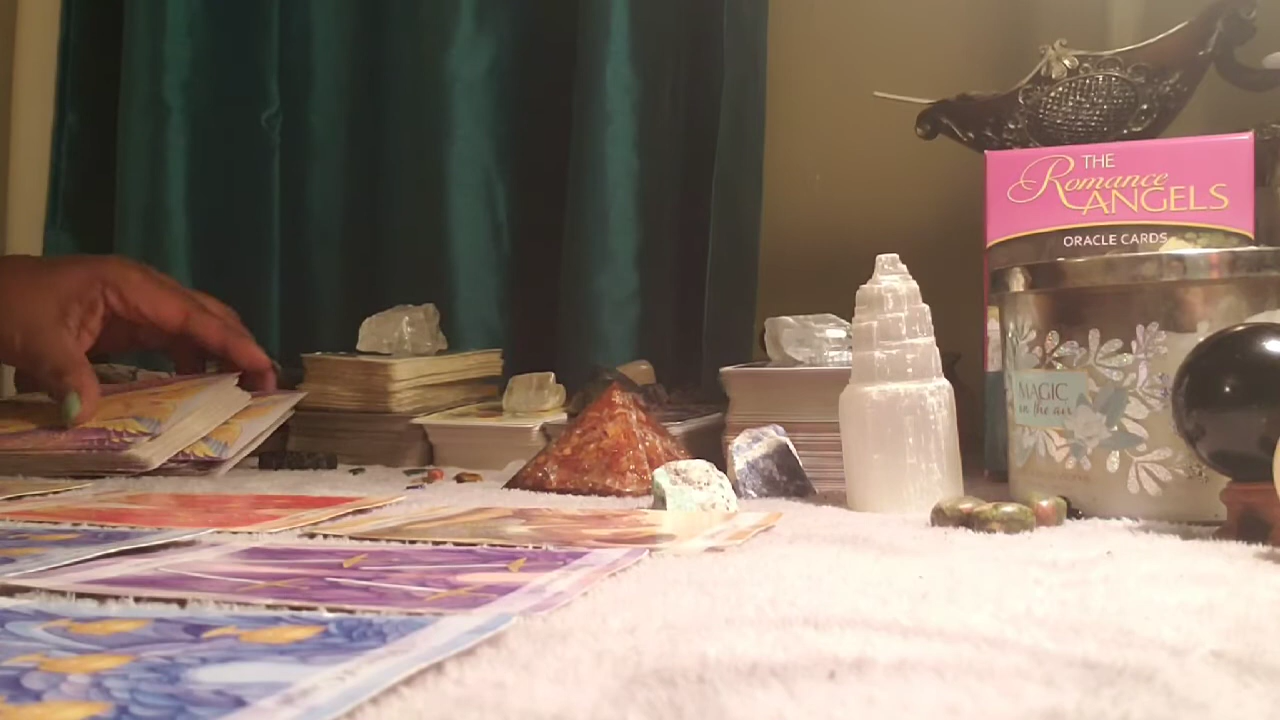 THE
Romance
ANGELS
ORACLE CARDS
MAGIC
in the air